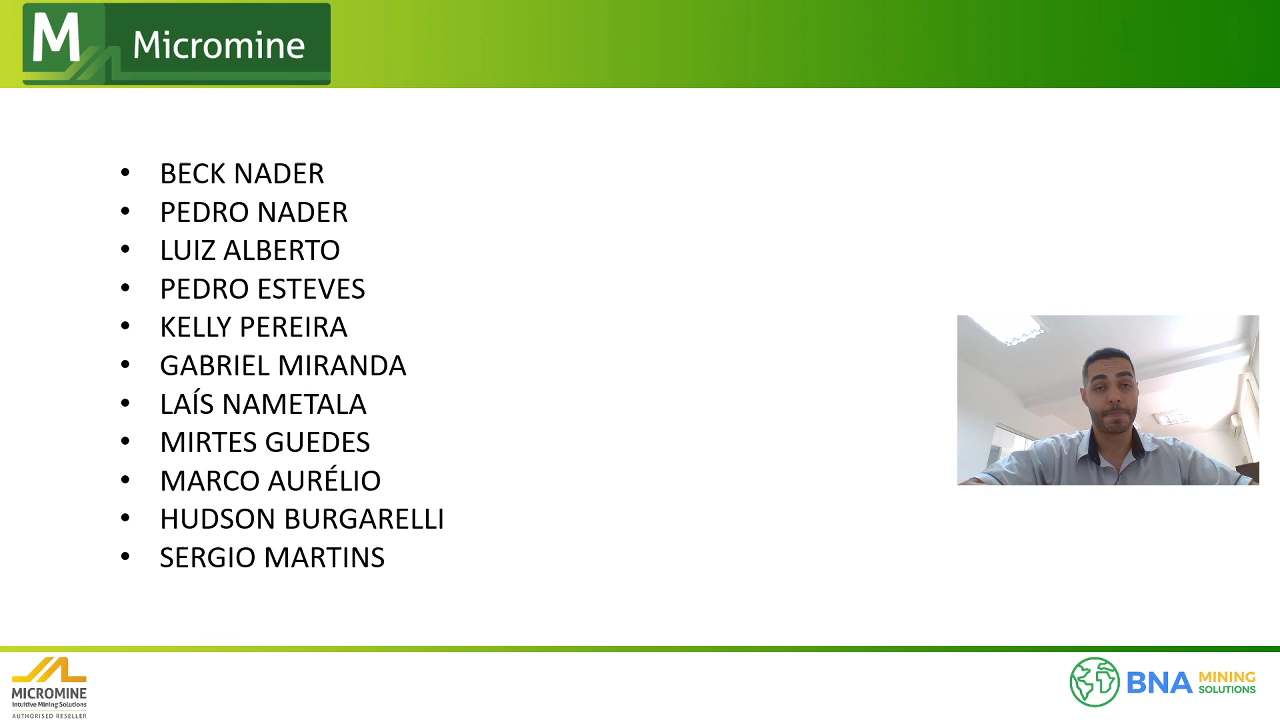 M Micromine
• BECK NADER
• PEDRO NADER
• LUIZ ALBERTO
• PEDRO ESTEVES
• KELLY PEREIRA
• GABRIEL MIRANDA
• LAÍS NAMETALA
• MIRTES GUEDES
• MARCO AURÉLIO
• HUDSON BURGARELLI
• SERGIO MARTINS
MICROMINE
Intuitive Mining Solutions
AUTHORISED RESELLER
BNA MINING SOLUTIONS